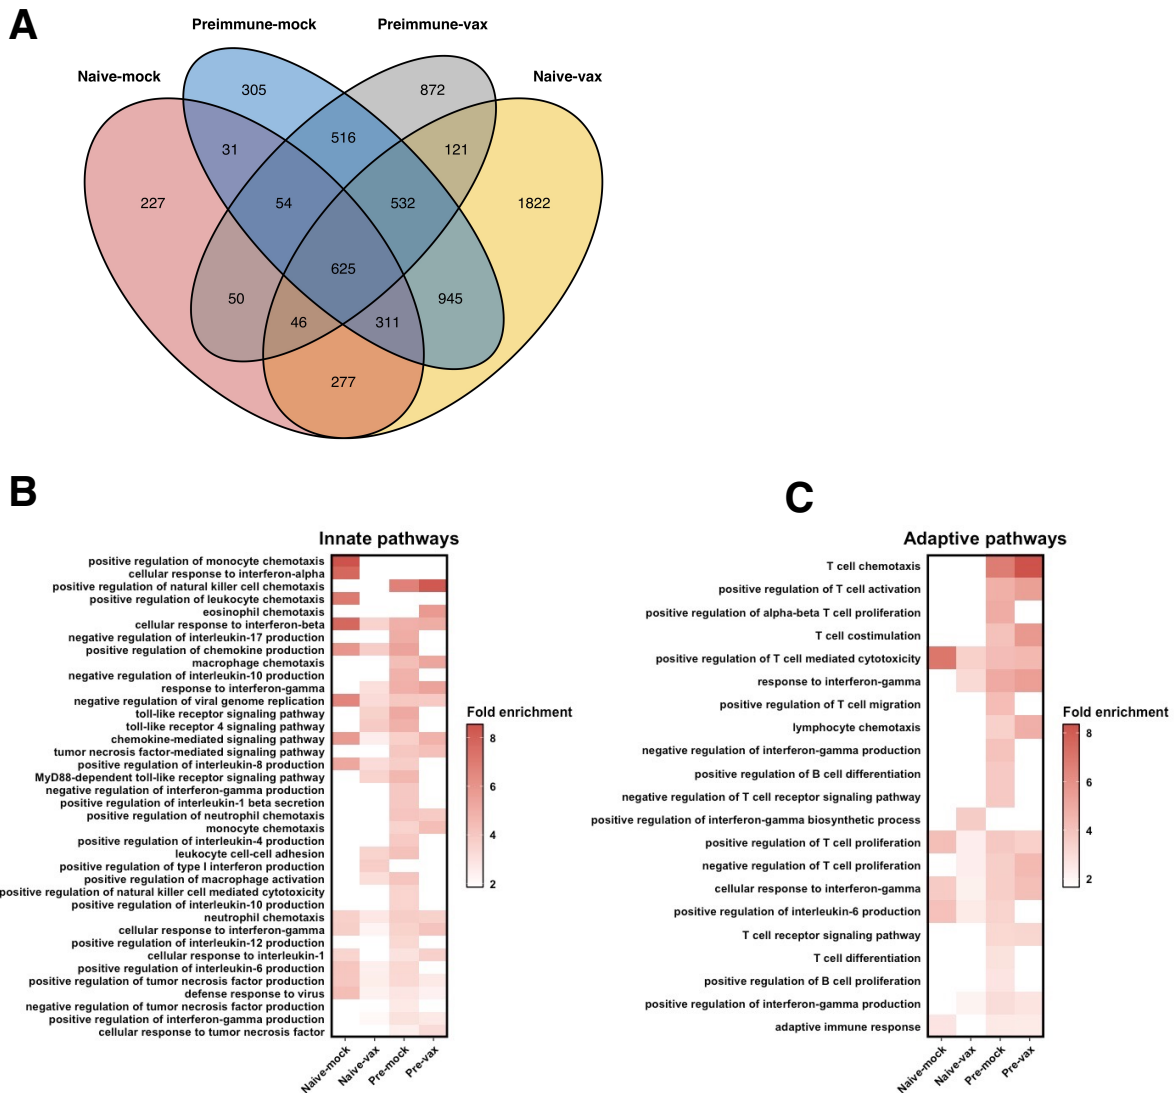 A
Preimmune-mock
Preimmune-vax
Naive-mock
Naive-vax
305
872
516
31
121
227
54
532
1822
625
50
945
46
311
277
B
Innate pathways
positive regulation of monocyte chemotaxis
cellular response to interferon-alpha
positive regulation of natural killer cell chemotaxis
positive regulation of leukocyte chemotaxis
eosinophil chemotaxis
cellular response to interferon-beta
negative regulation of interleukin-17 production
positive regulation of chemokine production
macrophage chemotaxis
negative regulation of interleukin-10 production
response to interferon-gamma
negative regulation of viral genome replication
toll-like receptor signaling pathway
toll-like receptor 4 signaling pathway
chemokine-mediated signaling pathway
tumor necrosis factor-mediated signaling pathway
positive regulation of interleukin-8 production
MyD88-dependent toll-like receptor signaling pathway
negative regulation of interferon-gamma production
positive regulation of interleukin-1 beta secretion
positive regulation of neutrophil chemotaxis
monocyte chemotaxis
positive regulation of interleukin-4 production
leukocyte cell-cell adhesion
positive regulation of type I interferon production
positive regulation of macrophage activation
positive regulation of natural killer cell mediated cytotoxicity
positive regulation of interleukin-10 production
neutrophil chemotaxis
cellular response to interferon-gamma
positive regulation of interleukin-12 production
cellular response to interleukin-1
positive regulation of interleukin-6 production
positive regulation of tumor necrosis factor production
defense response to virus
negative regulation of tumor necrosis factor production
positive regulation of interferon-gamma production
cellular response to tumor necrosis factor
Naive-mock
Naive-vax
Pre-mock
Pre-vax
Fold enrichment
8
6
4
2
C
Adaptive pathways
T cell chemotaxis
positive regulation of T cell activation
positive regulation of alpha-beta T cell proliferation
T cell costimulation
positive regulation of T cell mediated cytotoxicity
response to interferon-gamma
positive regulation of T cell migration
lymphocyte chemotaxis
negative regulation of interferon-gamma production
positive regulation of B cell differentiation
negative regulation of T cell receptor signaling pathway
positive regulation of interferon-gamma biosynthetic process
positive regulation of T cell proliferation
negative regulation of T cell proliferation
cellular response to interferon-gamma
positive regulation of interleukin-6 production
T cell receptor signaling pathway
T cell differentiation
positive regulation of B cell proliferation
positive regulation of interferon-gamma production
adaptive immune response
Naive-mock
Naive-vax
Pre-mock
Pre-vax
Fold enrichment
8
6
4
2